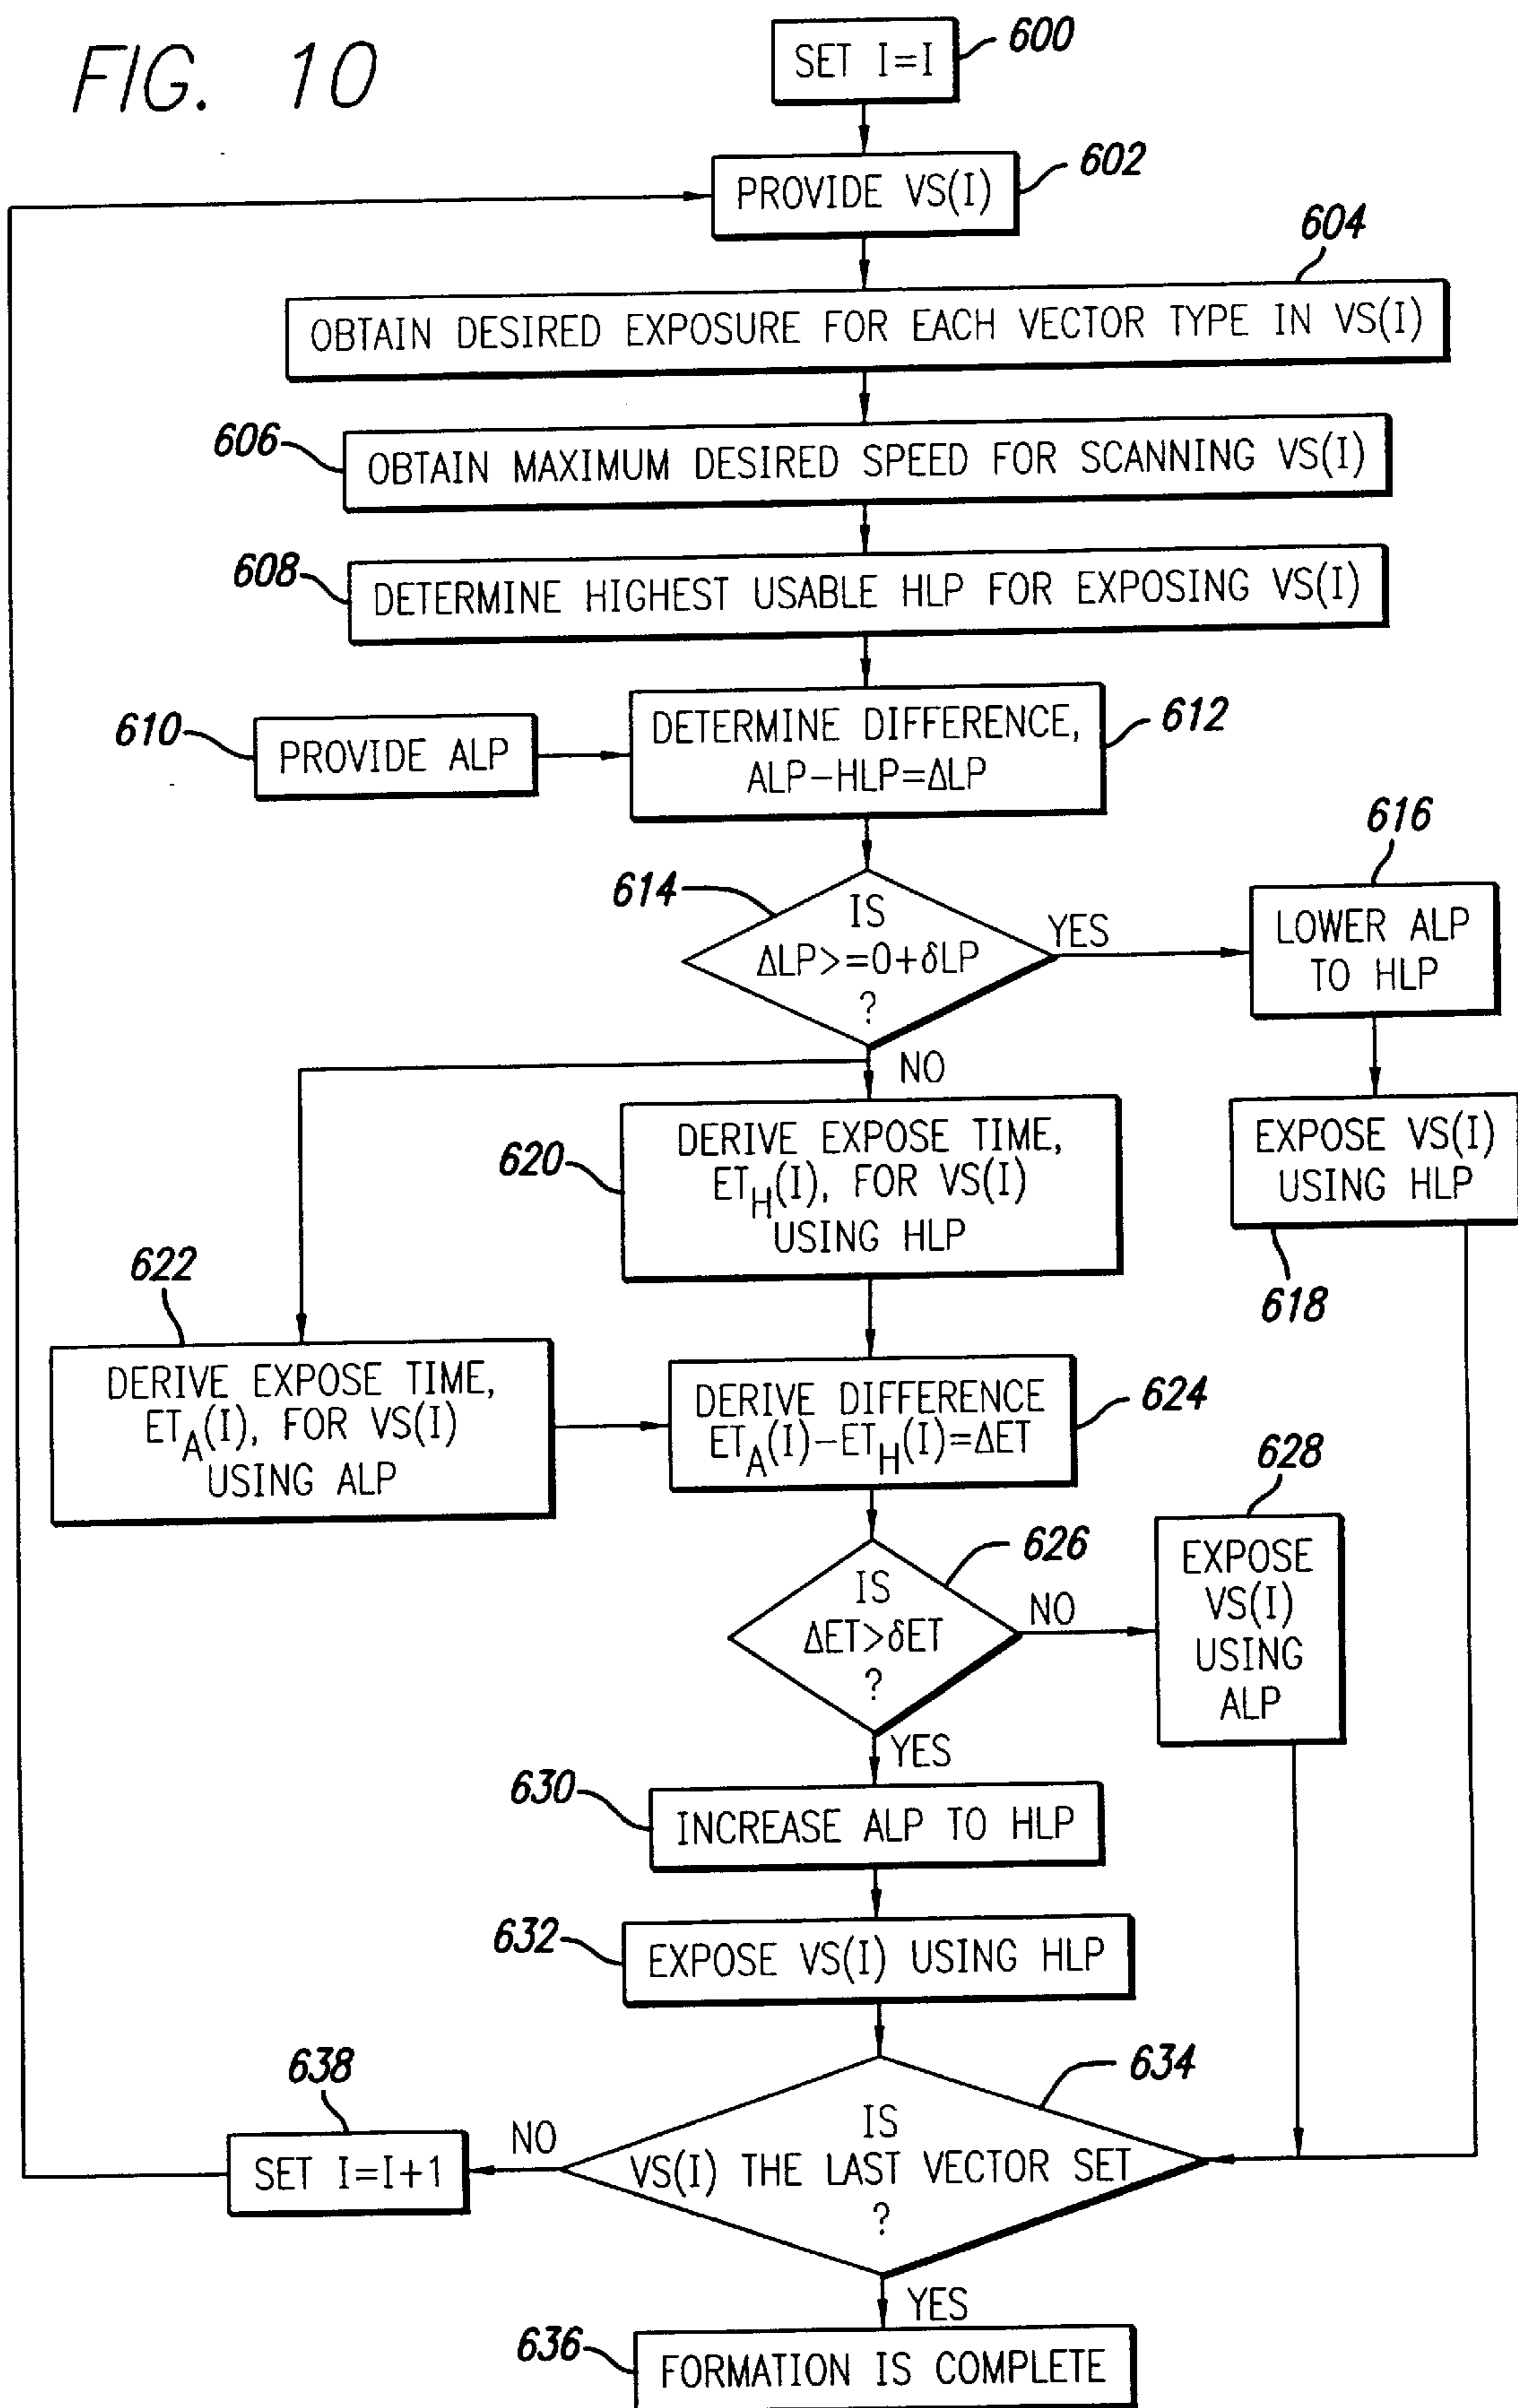 FIG. 10
SET I=I
600
PROVIDE VS(I)
602
604
OBTAIN DESIRED EXPOSURE FOR EACH VECTOR TYPE IN VS(I)
606
OBTAIN MAXIMUM DESIRED SPEED FOR SCANNING VS(I)
608
DETERMINE HIGHEST USABLE HLP FOR EXPOSING VS(I)
610
PROVIDE ALP
DETERMINE DIFFERENCE,
ALP-HLP=ΔLP
612
614
IS
ΔLP>=0+δLP
?
YES
616
LOWER ALP
TO HLP
NO
EXPOSE VS(I)
USING HLP
618
620
DERIVE EXPOSE TIME,
ET_H(I), FOR VS(I)
USING HLP
622
DERIVE EXPOSE TIME,
ET_A(I), FOR VS(I)
USING ALP
DERIVE DIFFERENCE
ET_A(I)-ET_H(I)=ΔET
624
626
IS
ΔET>δET
?
NO
628
EXPOSE
VS(I)
USING
ALP
YES
630
INCREASE ALP TO HLP
632
EXPOSE VS(I) USING HLP
634
IS
VS(I) THE LAST VECTOR SET
?
NO
638
SET I=I+1
YES
636
FORMATION IS COMPLETE